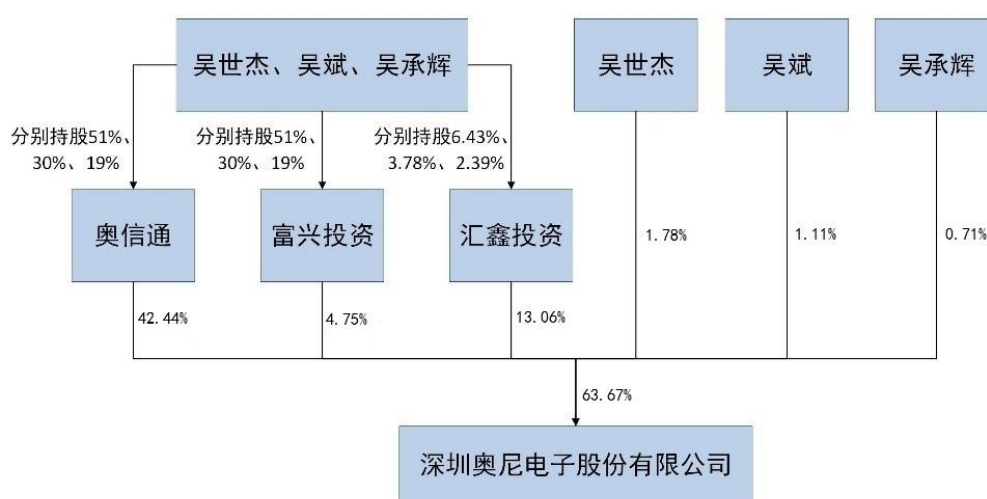 吴世杰、吴斌、吴承辉
吴世杰
吴斌
吴承辉
分别持股51%、
30%、19%
分别持股51%、
30%、19%
分别持股6.43%、
3.78%、2.39%
奥信通
富兴投资
汇鑫投资
1.78%
1.11%
0.71%
42.44%
4.75%
13.06%
63.67%
深圳奥尼电子股份有限公司